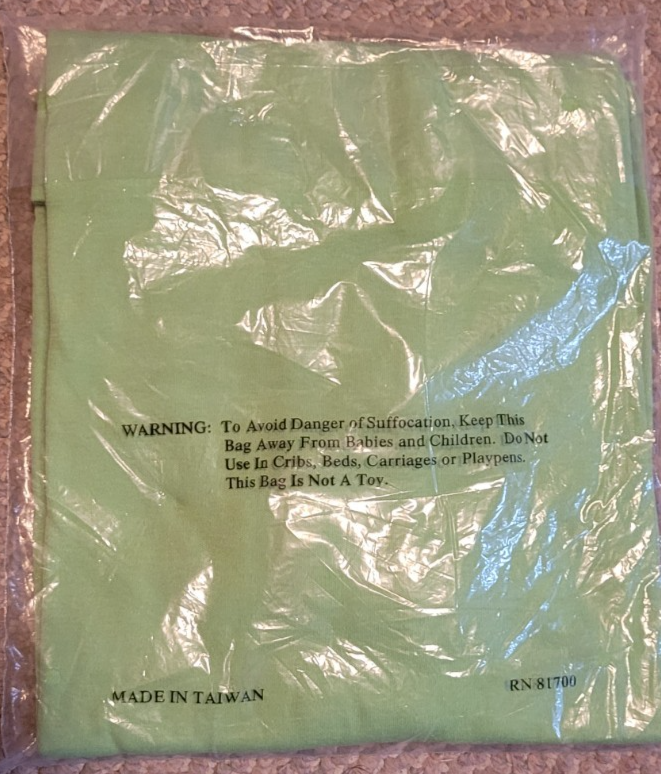 WARNING: To Avoid Danger of Suffocation, Keep This
Bag Away From Babies and Children. Do Not
Use In Cribs, Beds, Carriages or Playpens.
This Bag Is Not A Toy.
MADE IN TAIWAN
RN 81700